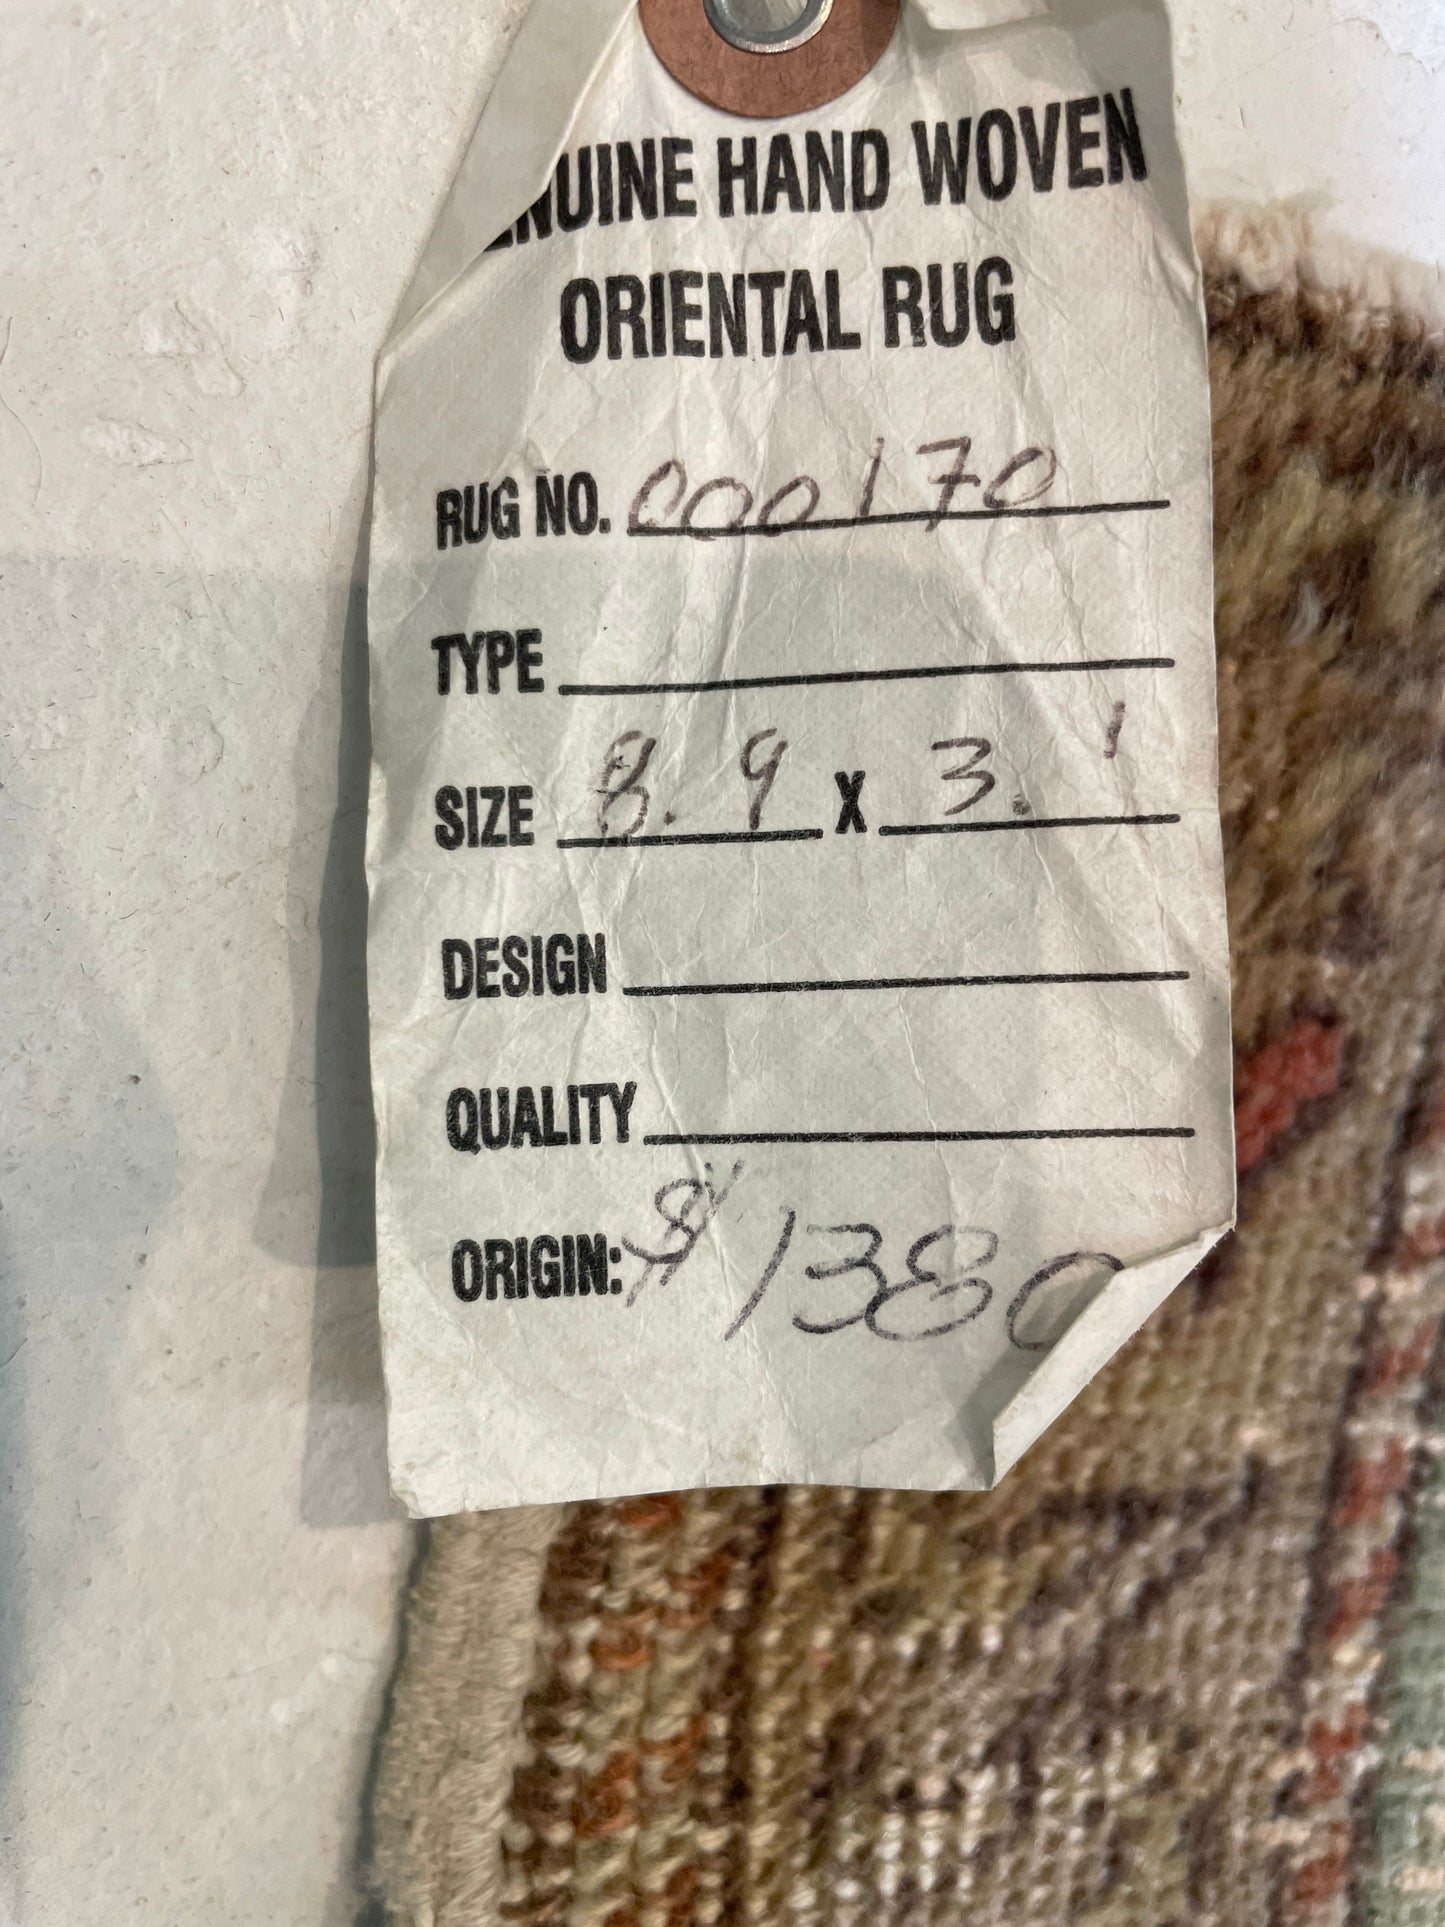 ENUINE HAND WOVEN
ORIENTAL RUG
RUG NO. 000170
TYPE
SIZE 8.9 X 3.1
DESIGN
QUALITY
ORIGIN: $ 1380